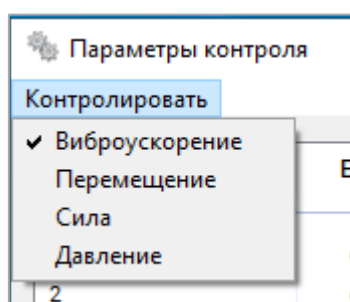 Параметры контроля
Контролировать
Виброускорение
Перемещение
Сила
Давление
2